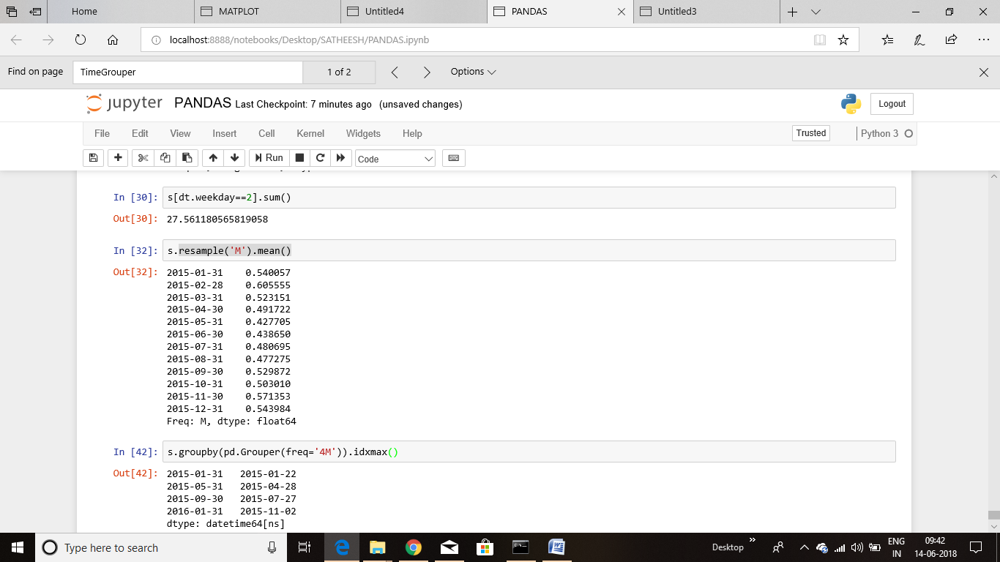 Home
MATPLOT
Untitled4
PANDAS
Untitled3
localhost:8888/notebooks/Desktop/SATHEESH/PANDAS.ipynb
Find on page
TimeGrouper
1 of 2
Options
jupyter PANDAS Last Checkpoint: 7 minutes ago (unsaved changes)
Logout
File Edit View Insert Cell Kernel Widgets Help
Trusted
Python 3
Run
Code
In [30]: s[dt.weekday==2].sum()
Out[30]: 27.561180565819058
In [32]: s.resample('M').mean()
Out[32]: 2015-01-31 0.540057
2015-02-28 0.605555
2015-03-31 0.523151
2015-04-30 0.491722
2015-05-31 0.427705
2015-06-30 0.438650
2015-07-31 0.480695
2015-08-31 0.477275
2015-09-30 0.529872
2015-10-31 0.503010
2015-11-30 0.571353
2015-12-31 0.543984
Freq: M, dtype: float64
In [42]: s.groupby(pd.Grouper(freq='4M')).idxmax()
Out[42]: 2015-01-31 2015-01-22
2015-05-31 2015-04-28
2015-09-30 2015-07-27
2016-01-31 2015-11-02
dtype: datetime64[ns]
Type here to search
Desktop
ENG
IN
09:42
14-06-2018